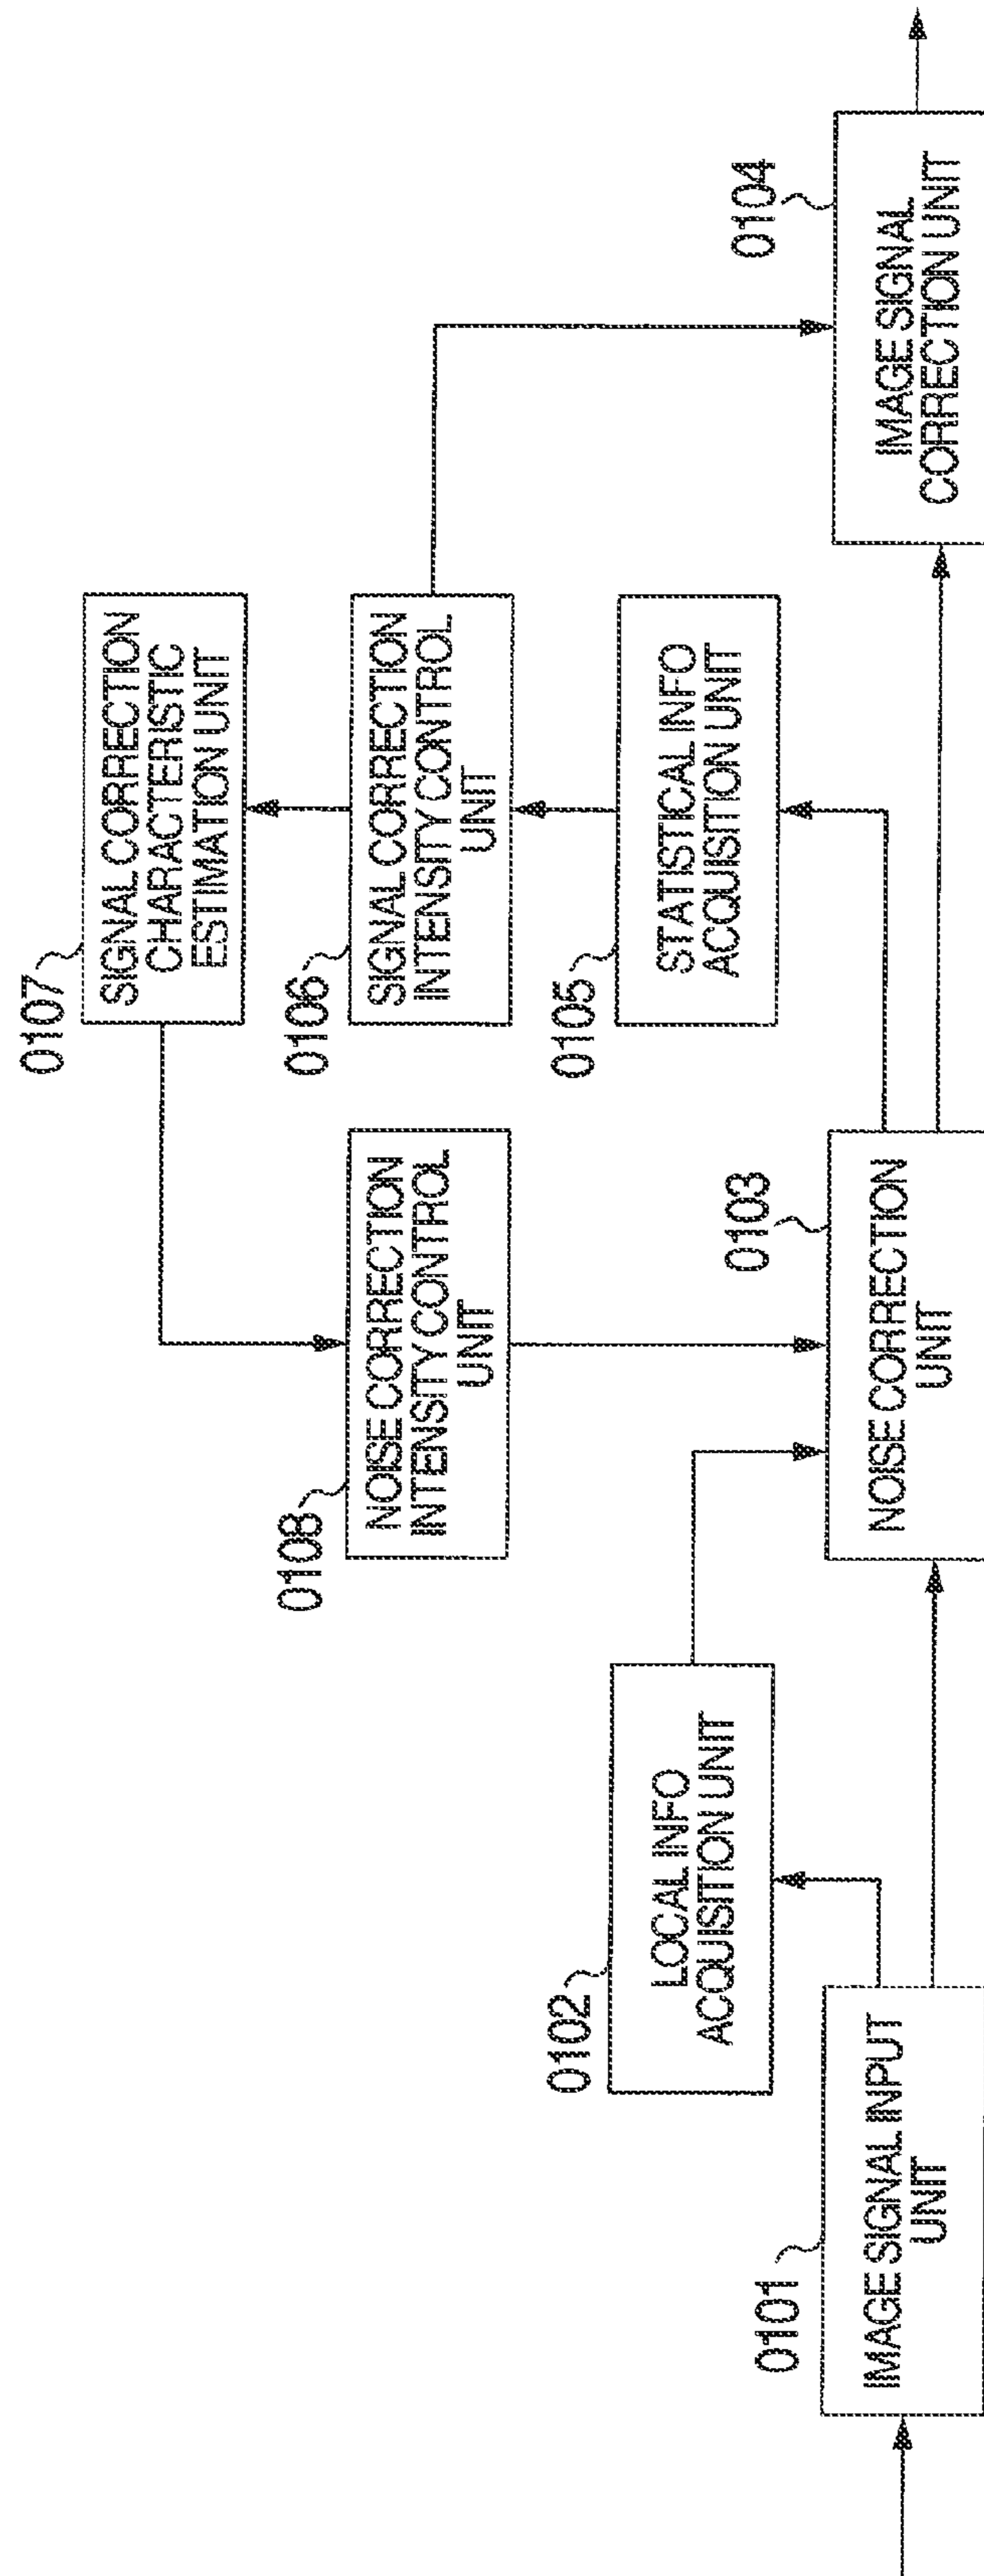 0107
SIGNAL CORRECTION
CHARACTERISTIC
ESTIMATION UNIT
0108
NOISE CORRECTION
INTENSITY CONTROL
UNIT
0106
SIGNAL CORRECTION
INTENSITY CONTROL
UNIT
0102
LOCAL INFO
ACQUISITION UNIT
0105
STATISTICAL INFO
ACQUISITION UNIT
0101
IMAGE SIGNAL INPUT
UNIT
0103
NOISE CORRECTION
UNIT
0104
IMAGE SIGNAL
CORRECTION UNIT